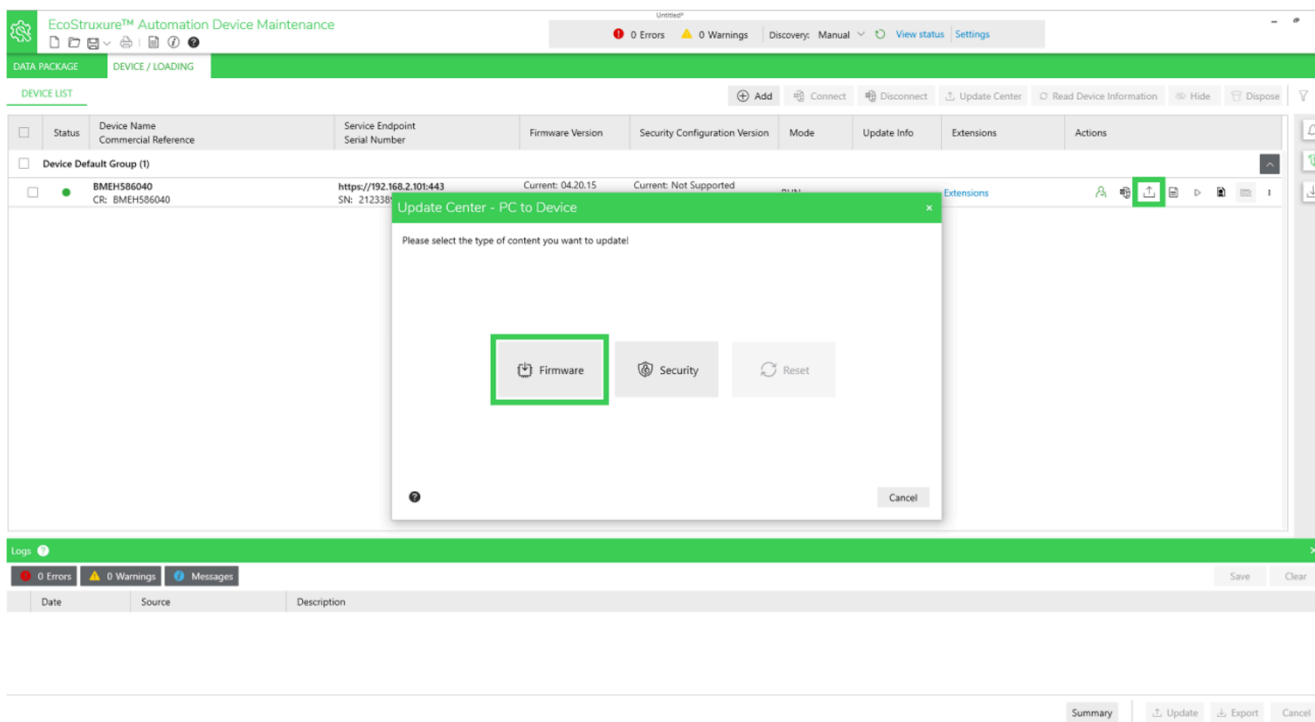 Untitled*
EcoStruxure™ Automation Device Maintenance
0 Errors 0 Warnings Discovery: Manual View status Settings
DATA PACKAGE DEVICE / LOADING
DEVICE LIST
Add Connect Disconnect Update Center Read Device Information Hide Dispose
Status Device Name Service Endpoint Firmware Version Security Configuration Version Mode Update Info Extensions Actions
Commercial Reference Serial Number
Device Default Group (1)
BMEH586040 https://192.168.2.101:443 Current: 04.20.15 Current: Not Supported Extensions
CR: BMEH586040 SN: 21233
Update Center - PC to Device
Please select the type of content you want to update!
Firmware Security Reset
Cancel
Logs
0 Errors 0 Warnings Messages Save Clear
Date Source Description
Summary Update Export Cancel